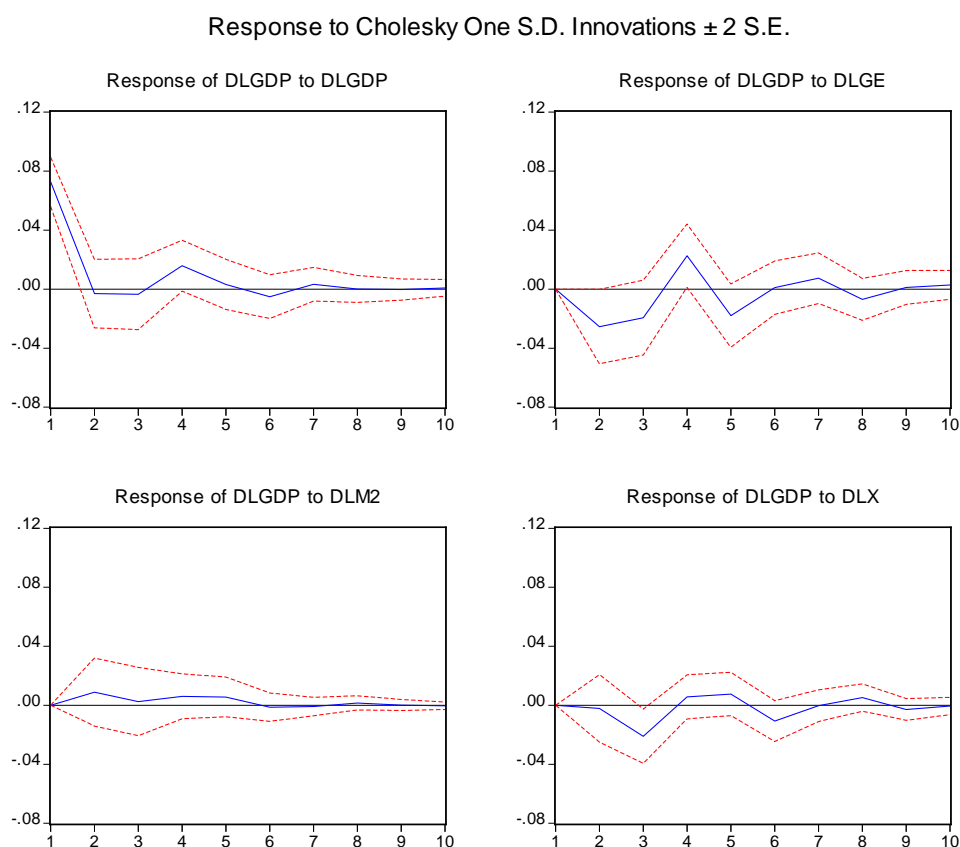 Response to Cholesky One S.D. Innovations ± 2 S.E.
Response of DLGDP to DLGDP
.12
.08
.04
.00
-.04
-.08
1 2 3 4 5 6 7 8 9 10
Response of DLGDP to DLGE
.12
.08
.04
.00
-.04
-.08
1 2 3 4 5 6 7 8 9 10
Response of DLGDP to DLM2
.12
.08
.04
.00
-.04
-.08
1 2 3 4 5 6 7 8 9 10
Response of DLGDP to DLX
.12
.08
.04
.00
-.04
-.08
1 2 3 4 5 6 7 8 9 10